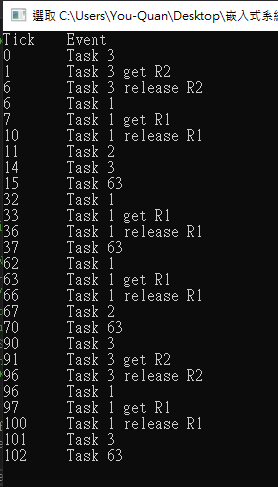 選取 C:\Users\You-Quan\Desktop\嵌入式系統
Tick Event
0 Task 3
1 Task 3 get R2
6 Task 3 release R2
6 Task 1
7 Task 1 get R1
10 Task 1 release R1
11 Task 2
14 Task 3
15 Task 63
32 Task 1
33 Task 1 get R1
36 Task 1 release R1
37 Task 63
62 Task 1
63 Task 1 get R1
66 Task 1 release R1
67 Task 2
70 Task 63
90 Task 3
91 Task 3 get R2
96 Task 3 release R2
96 Task 1
97 Task 1 get R1
100 Task 1 release R1
101 Task 3
102 Task 63